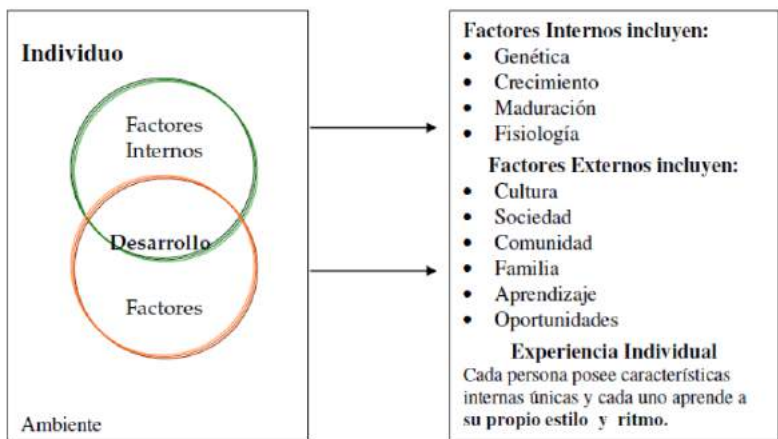 Individuo
Factores
Internos
Desarrollo
Factores
Ambiente
Factores Internos incluyen:
• Genética
• Crecimiento
• Maduración
• Fisiología
Factores Externos incluyen:
• Cultura
• Sociedad
• Comunidad
• Familia
• Aprendizaje
• Oportunidades
Experiencia Individual
Cada persona posee características
internas únicas y cada uno aprende a
su propio estilo y ritmo.